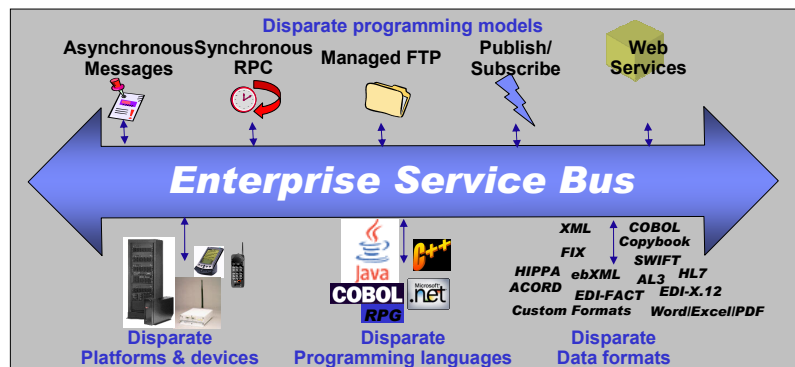 Disparate programming models
Asynchronous
Messages
Synchronous
RPC
Managed FTP
Publish/
Subscribe
Web
Services
Enterprise Service Bus
Java
C++
COBOL
RPG
Microsoft
.net
XML
COBOL
Copybook
FIX
SWIFT
HIPPA
ebXML
AL3
HL7
ACORD
EDI-FACT
EDI-X.12
Custom Formats
Word/Excel/PDF
Disparate
Platforms & devices
Disparate
Programming languages
Disparate
Data formats